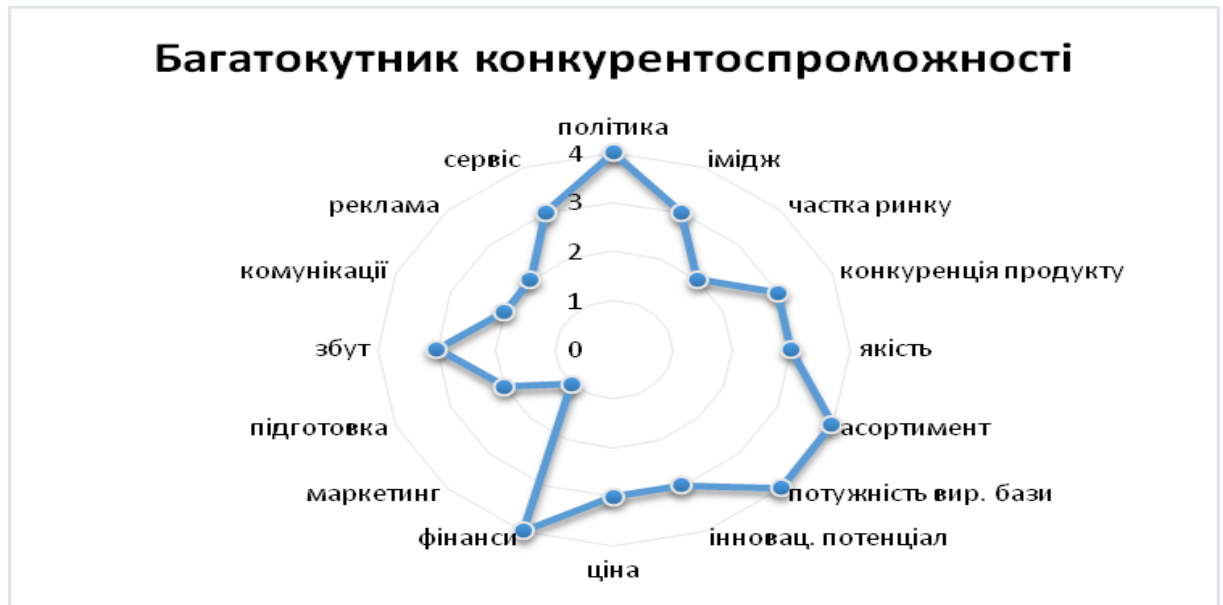 Багатокутник конкурентоспроможності
політика
сервіс
4
імідж
реклама
3
частка ринку
комунікації
2
конкуренція продукту
1
збут
0
якість
підготовка
асортимент
маркетинг
потужність вир. бази
фінанси
інновац. потенціал
ціна